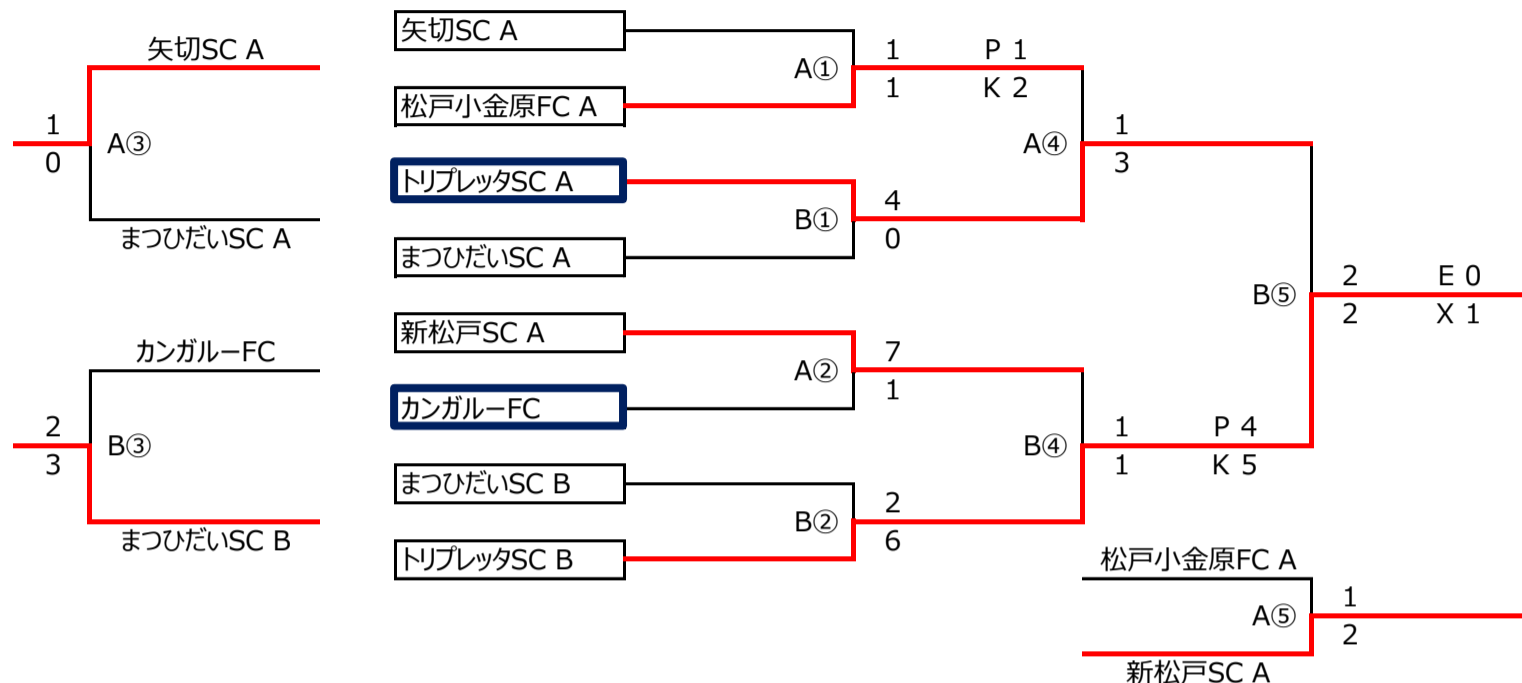 矢切SC A
1
0
A③
まつひだいSC A
カンガルーFC
2
3
B③
まつひだいSC B
矢切SC A
松戸小金原FC A
A①
1 P 1
1 K 2
トリプレッタSC A
まつひだいSC A
B①
4
0
A④
1
3
新松戸SC A
カンガルーFC
A②
7
1
まつひだいSC B
トリプレッタSC B
B②
2
6
B④
1 P 4
1 K 5
B⑤
2 E 0
2 X 1
松戸小金原FC A
A⑤
1
2
新松戸SC A